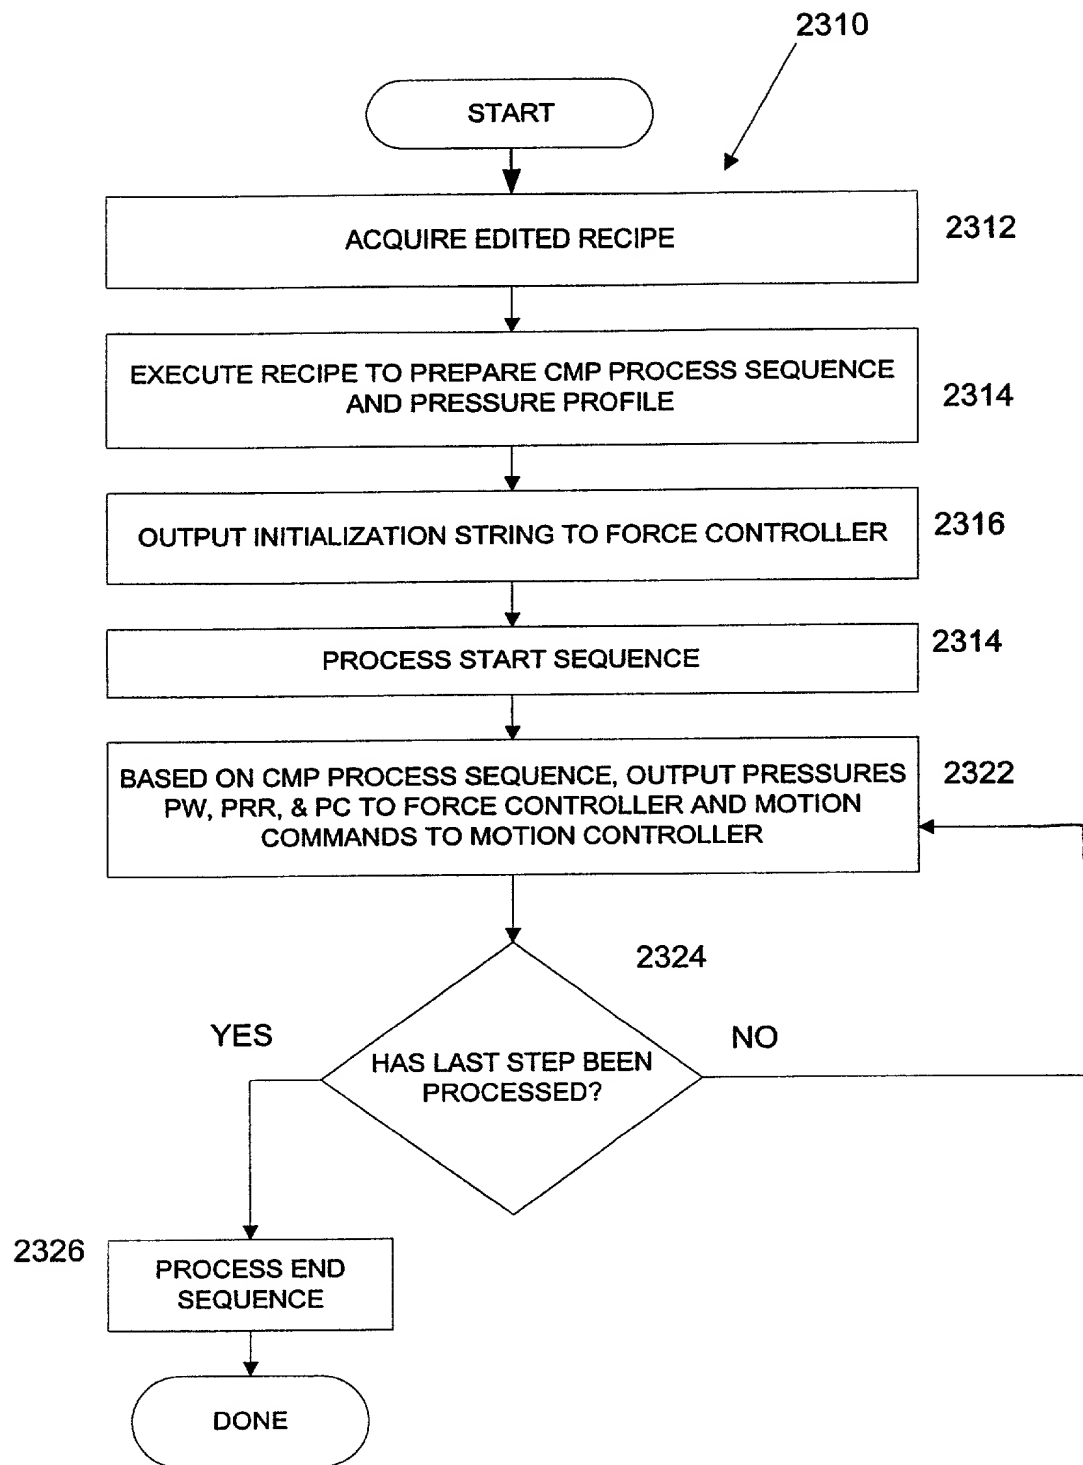 2310
START
ACQUIRE EDITED RECIPE
2312
EXECUTE RECIPE TO PREPARE CMP PROCESS SEQUENCE
AND PRESSURE PROFILE
2314
OUTPUT INITIALIZATION STRING TO FORCE CONTROLLER
2316
PROCESS START SEQUENCE
2314
BASED ON CMP PROCESS SEQUENCE, OUTPUT PRESSURES
PW, PRR, & PC TO FORCE CONTROLLER AND MOTION
COMMANDS TO MOTION CONTROLLER
2322
2324
YES
NO
HAS LAST STEP BEEN
PROCESSED?
2326
PROCESS END
SEQUENCE
DONE